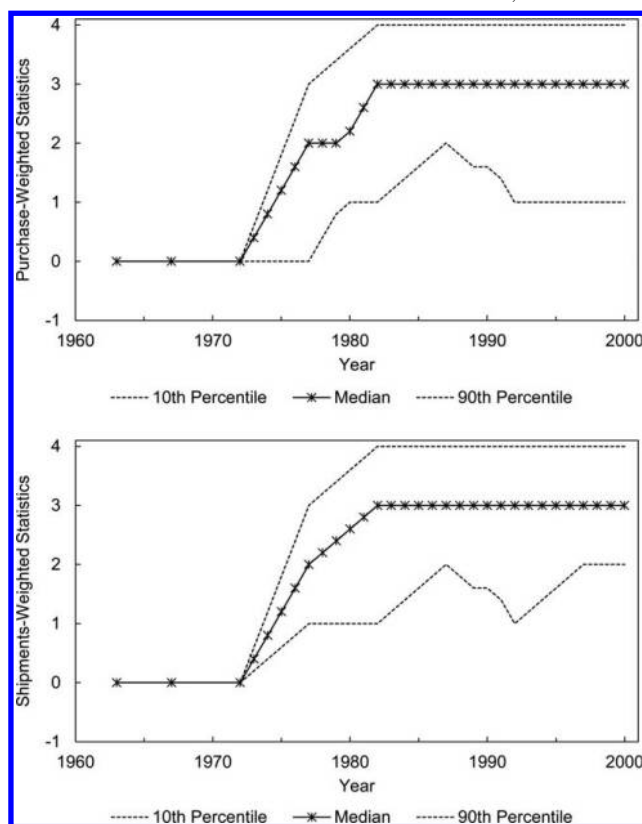 4
3
2
1
0
-1
Purchase-Weighted Statistics
1960 1970 1980 1990 2000
Year
10th Percentile Median 90th Percentile
4
3
2
1
0
-1
Shipments-Weighted Statistics
1960 1970 1980 1990 2000
Year
10th Percentile Median 90th Percentile